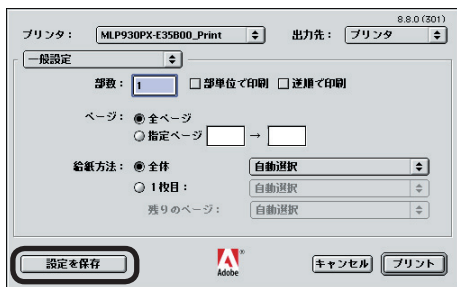 8.8.0 (301)
プリンタ： MLP930PX-E35B00_Print 出力先： プリンタ
一般設定
部数： 1 部単位で印刷 逆順で印刷
ページ： 全ページ
指定ページ →
給紙方法： 全体 自動選択
1枚目： 自動選択
残りのページ： 自動選択
設定を保存 Adobe キャンセル プリント